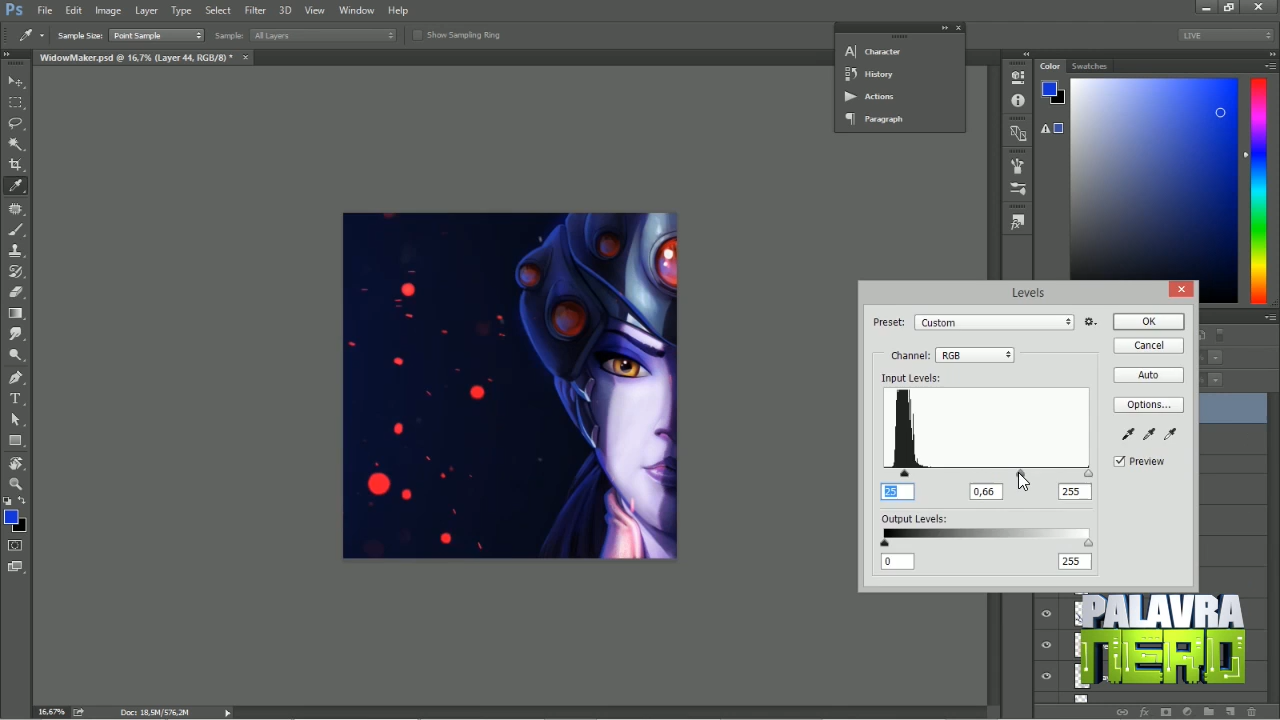 Ps File Edit Image Layer Type Select Filter 3D View Window Help
Sample Size: Point Sample Sample: All Layers Show Sampling Ring LIVE
WidowMaker.psd @ 16,7% (Layer 44, RGB/8) *
Character
History
Actions
Paragraph
Color Swatches
Levels
Preset: Custom OK
Cancel
Channel: RGB
Auto
Input Levels:
Options...
Preview
25 0,66 255
Output Levels:
0 255
PALAVRA
NERD
16,67% Doc: 18,5M/576,2M